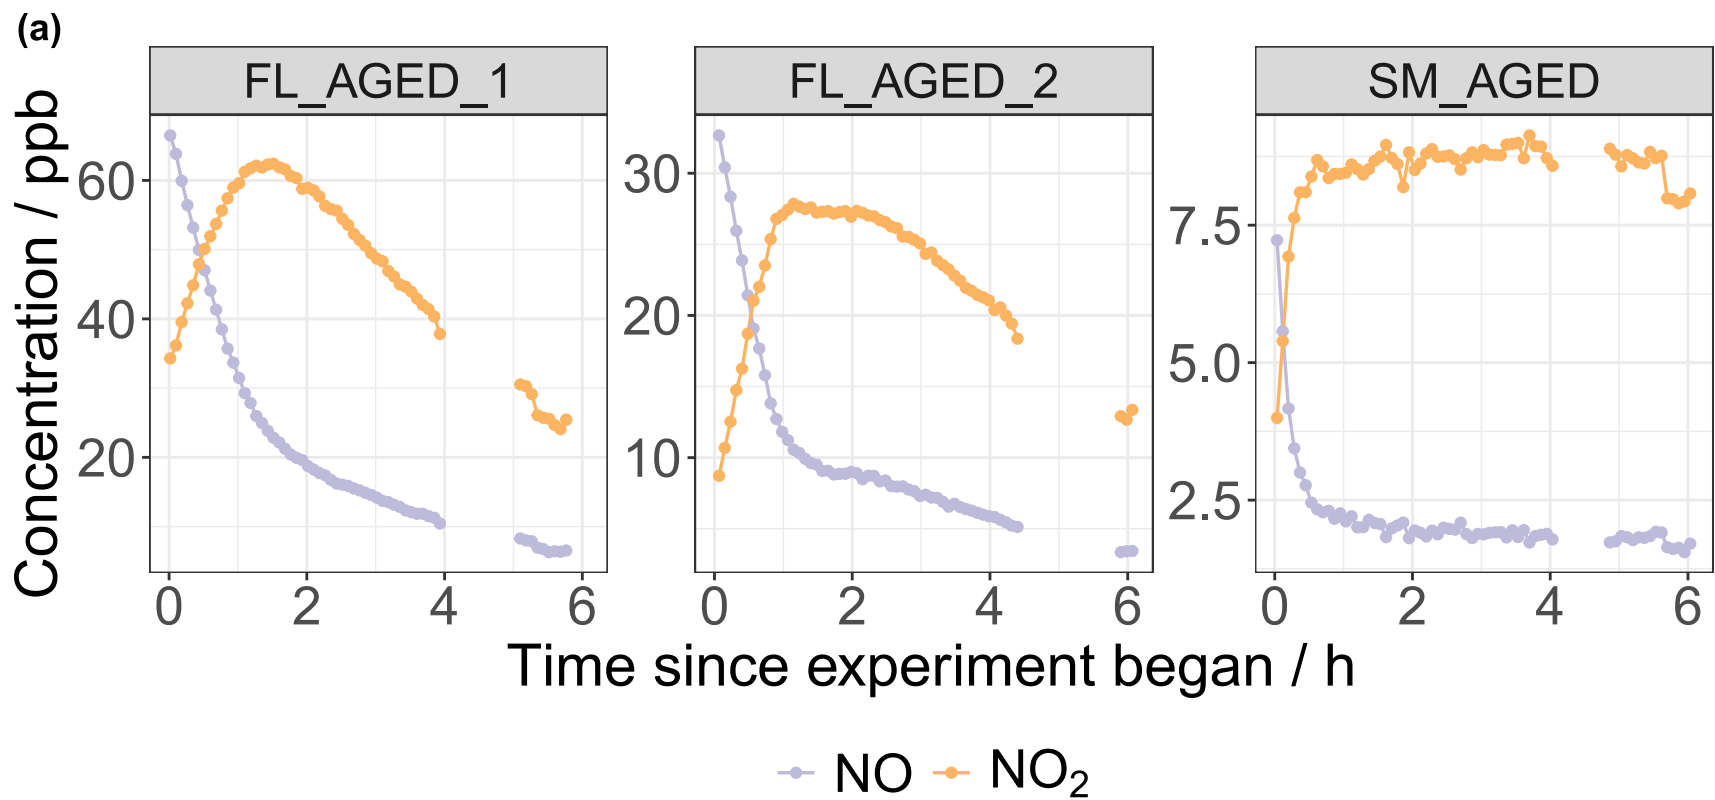 (a)
FL_AGED_1 FL_AGED_2 SM_AGED
Concentration / ppb
60
40
20
30
20
10
7.5
5.0
2.5
0 2 4 6 0 2 4 6 0 2 4 6
Time since experiment began / h
NO NO₂